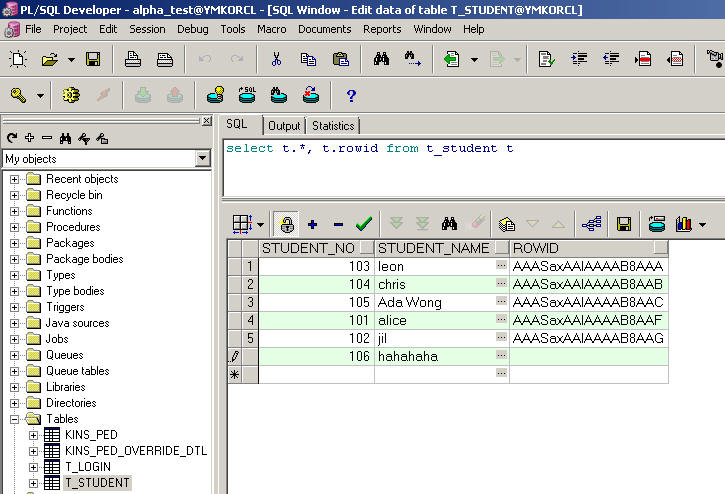 PL/SQL Developer - alpha_test@YMKORCL - [SQL Window - Edit data of table T_STUDENT@YMKORCL]
File Project Edit Session Debug Tools Macro Documents Reports Window Help
SQL Output Statistics
select t.*, t.rowid from t_student t
My objects
Recent objects
Recycle bin
Functions
Procedures
Packages
Package bodies
Types
Type bodies
Triggers
Java sources
Jobs
Queues
Queue tables
Libraries
Directories
Tables
KINS_PED
KINS_PED_OVERRIDE_DTL
T_LOGIN
T_STUDENT
STUDENT_NO STUDENT_NAME ROWID
1 103 leon AAASaxAAIAAAAB8AAA
2 104 chris AAASaxAAIAAAAB8AAB
3 105 Ada Wong AAASaxAAIAAAAB8AAC
4 101 alice AAASaxAAIAAAAB8AAF
5 102 jil AAASaxAAIAAAAB8AAG
106 hahahaha